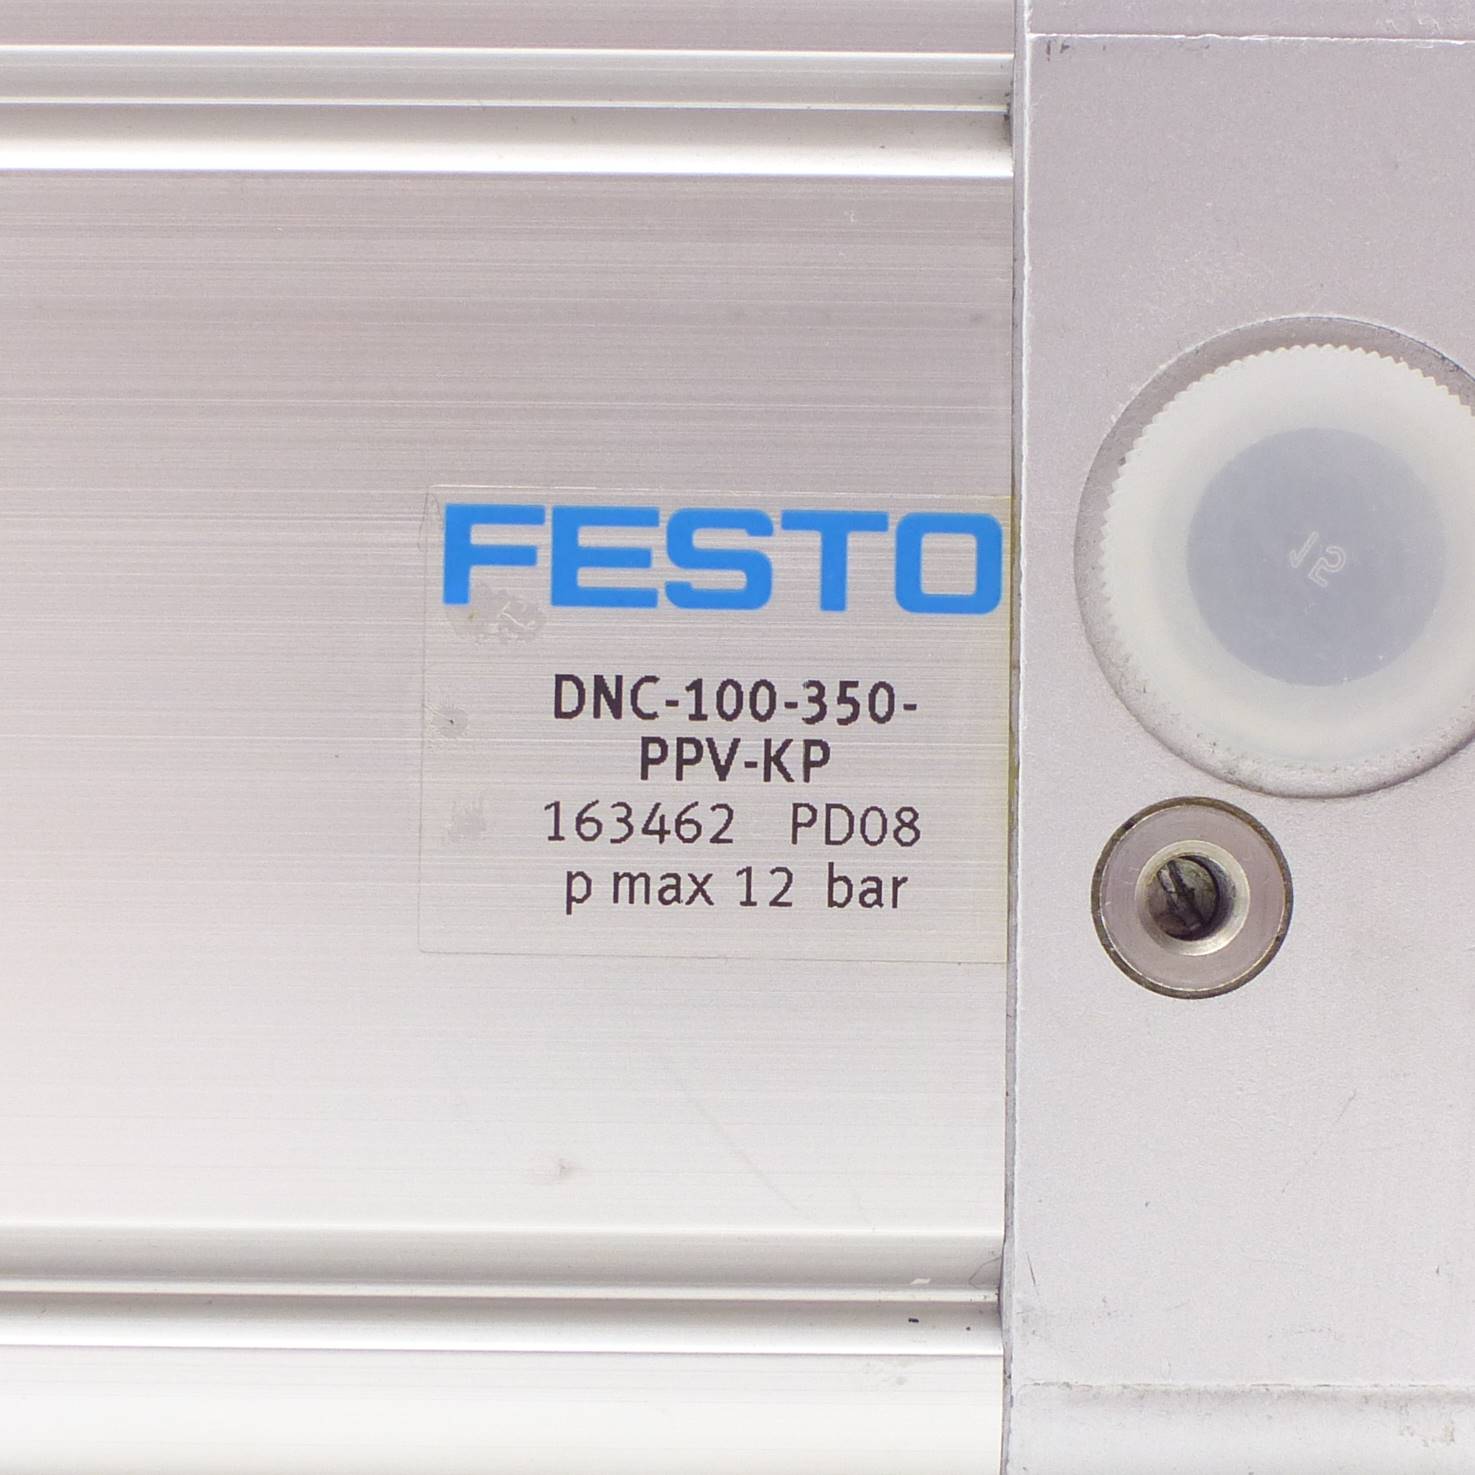 FESTO
DNC-100-350-
PPV-KP
163462 PD08
p max 12 bar